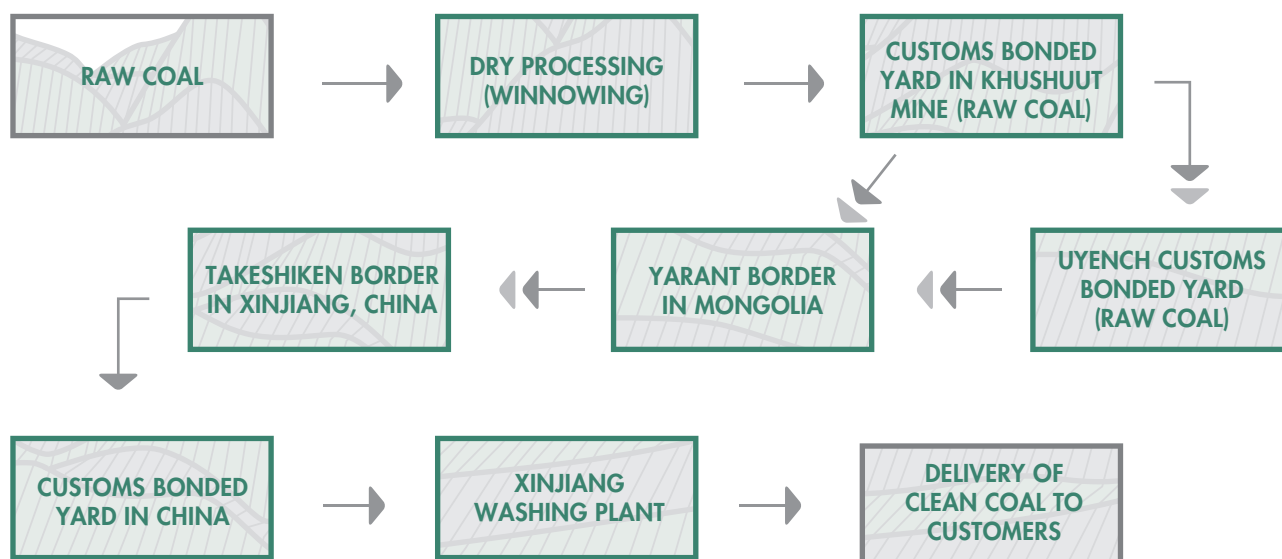 RAW COAL
DRY PROCESSING
(WINNOWING)
CUSTOMS BONDED
YARD IN KHUSHUUT
MINE (RAW COAL)
TAKESHIKEN BORDER
IN XINJIANG, CHINA
YARANT BORDER
IN MONGOLIA
UYENCH CUSTOMS
BONDED YARD
(RAW COAL)
CUSTOMS BONDED
YARD IN CHINA
XINJIANG
WASHING PLANT
DELIVERY OF
CLEAN COAL TO
CUSTOMERS